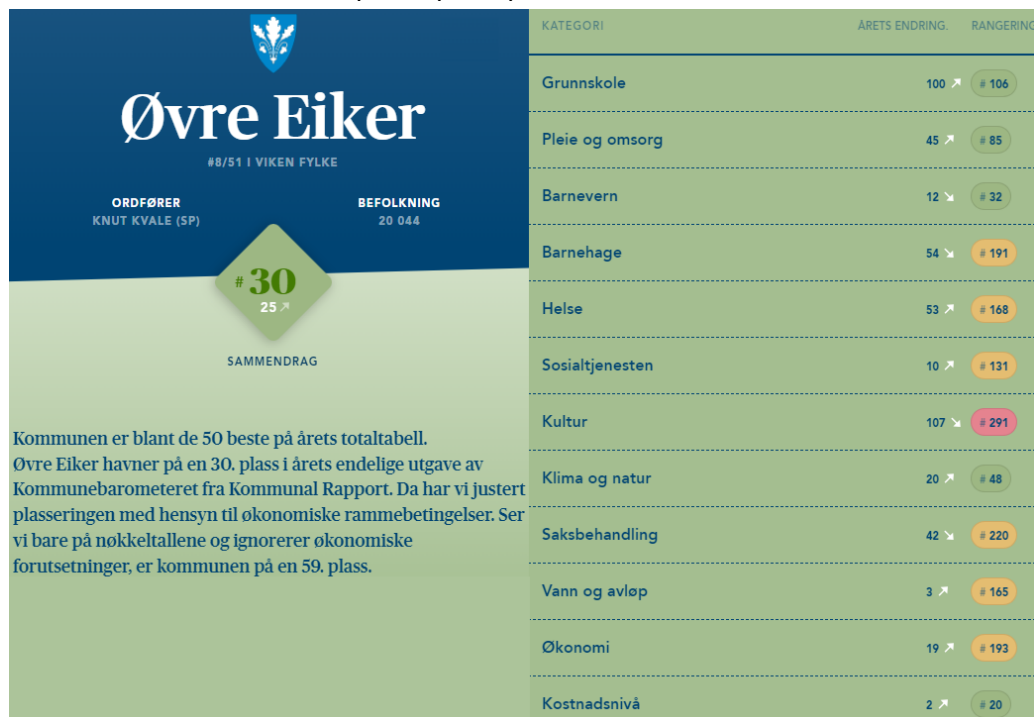 Øvre Eiker
#8/51 I VIKEN FYLKE
ORDFØRER
KNUT KVALE (SP)
BEFOLKNING
20 044
#30
25 ↗
SAMMENDRAG
Kommunen er blant de 50 beste på årets totaltabell.
Øvre Eiker havner på en 30. plass i årets endelige utgave av
Kommunebarometeret fra Kommunal Rapport. Da har vi justert
plasseringen med hensyn til økonomiske rammebetingelser. Ser
vi bare på nøkkeltallene og ignorerer økonomiske
forutsetninger, er kommunen på en 59. plass.
KATEGORI ÅRETS ENDRING. RANGERING
Grunnskole 100 ↗ #106
Pleie og omsorg 45 ↗ #85
Barnevern 12 ↘ #32
Barnehage 54 ↘ #191
Helse 53 ↗ #168
Sosialtjenesten 10 ↗ #131
Kultur 107 ↘ #291
Klima og natur 20 ↗ #48
Saksbehandling 42 ↘ #220
Vann og avløp 3 ↗ #165
Økonomi 19 ↗ #193
Kostnadsnivå 2 ↗ #20